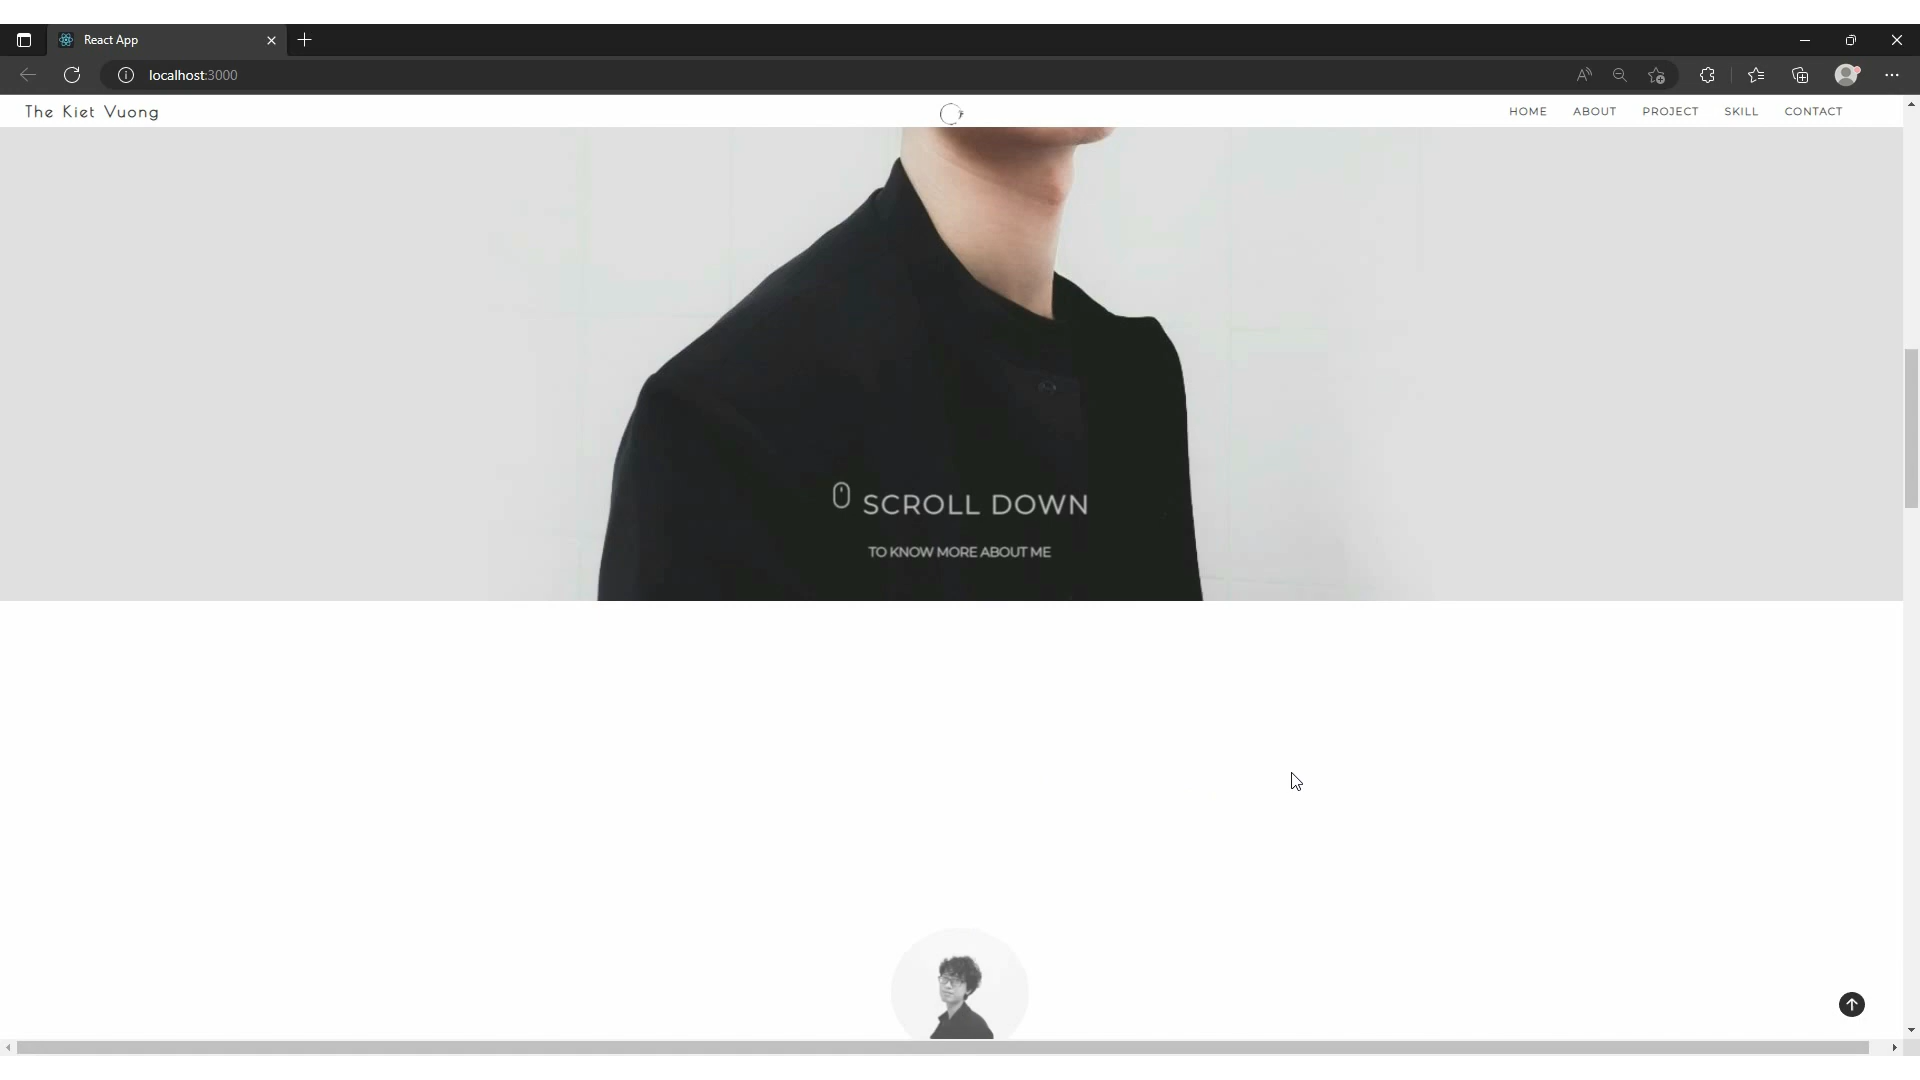 React App
localhost:3000
The Kiet Vuong
HOME ABOUT PROJECT SKILL CONTACT
SCROLL DOWN
TO KNOW MORE ABOUT ME